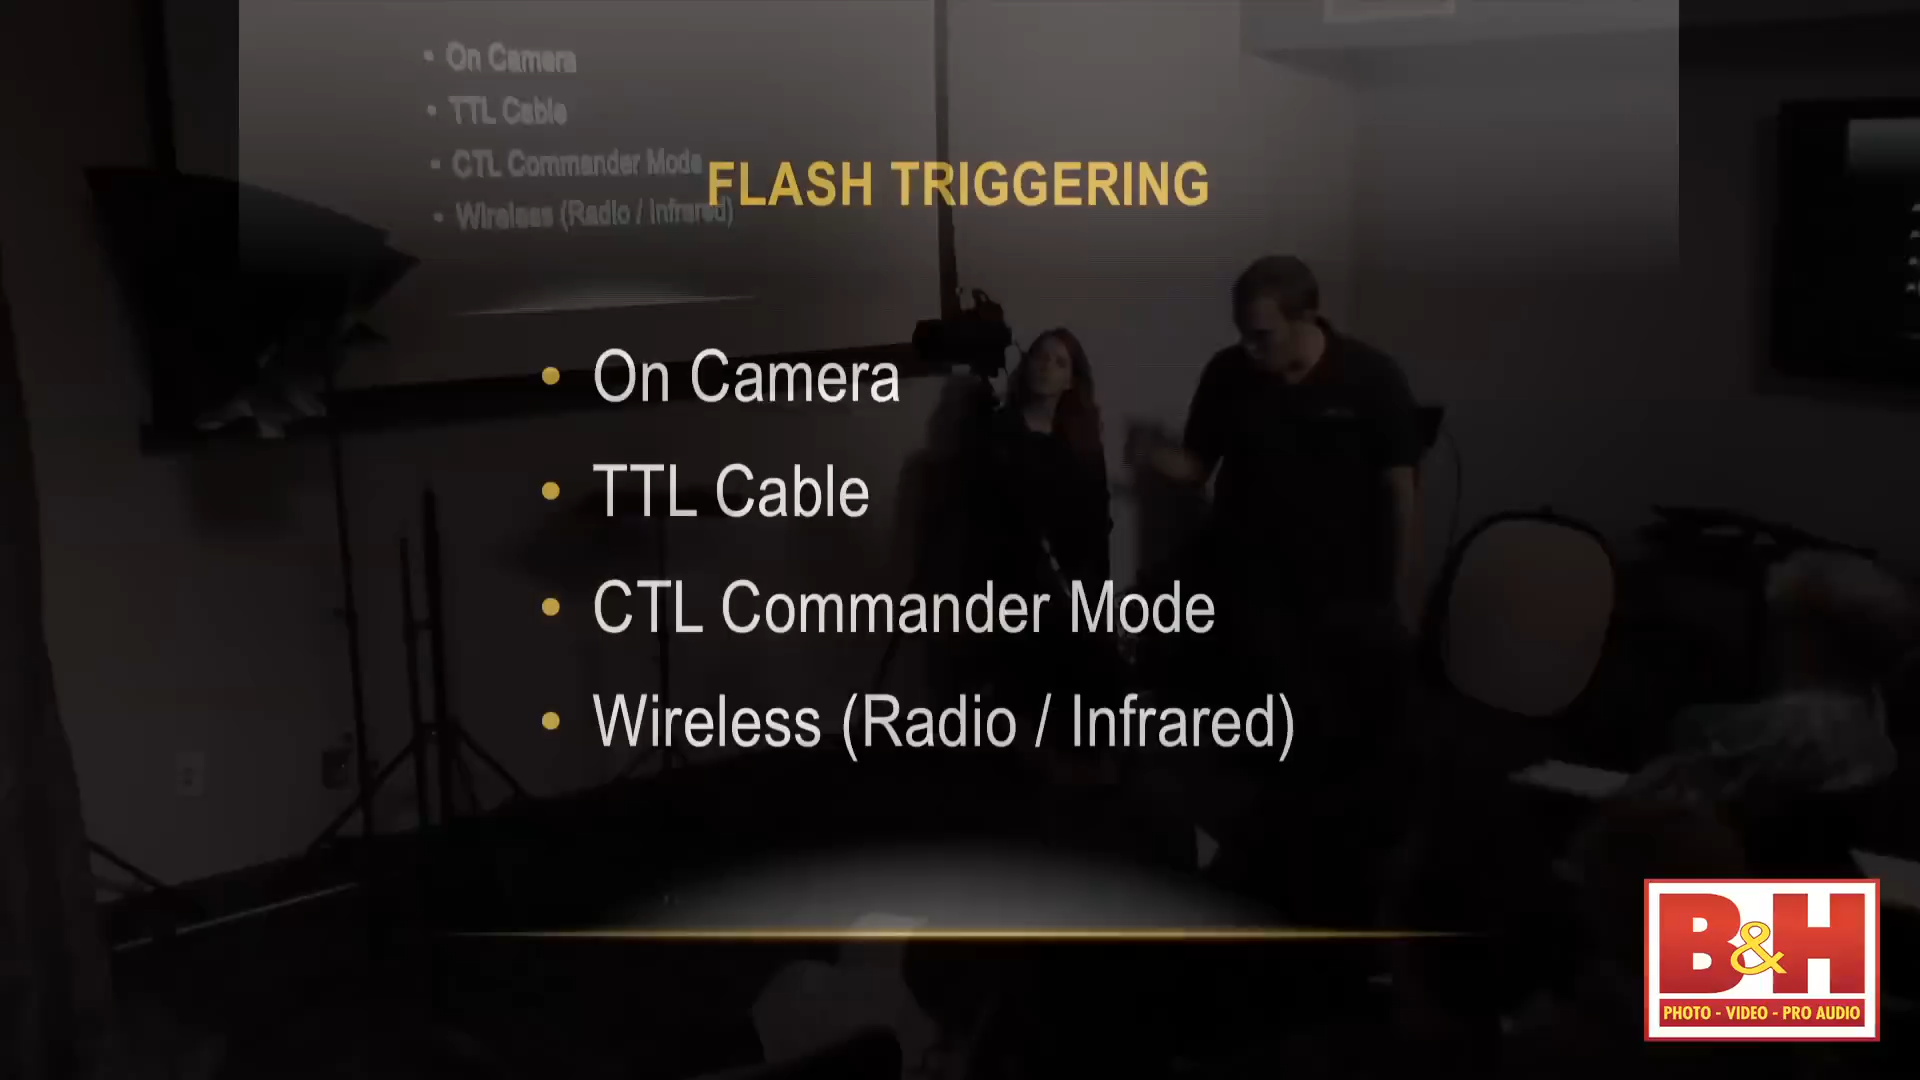 On Camera
TTL Cable
CTL Commander Mode
Wireless (Radio / Infrared)
FLASH TRIGGERING
• On Camera
• TTL Cable
• CTL Commander Mode
• Wireless (Radio / Infrared)
B&H
PHOTO - VIDEO - PRO AUDIO